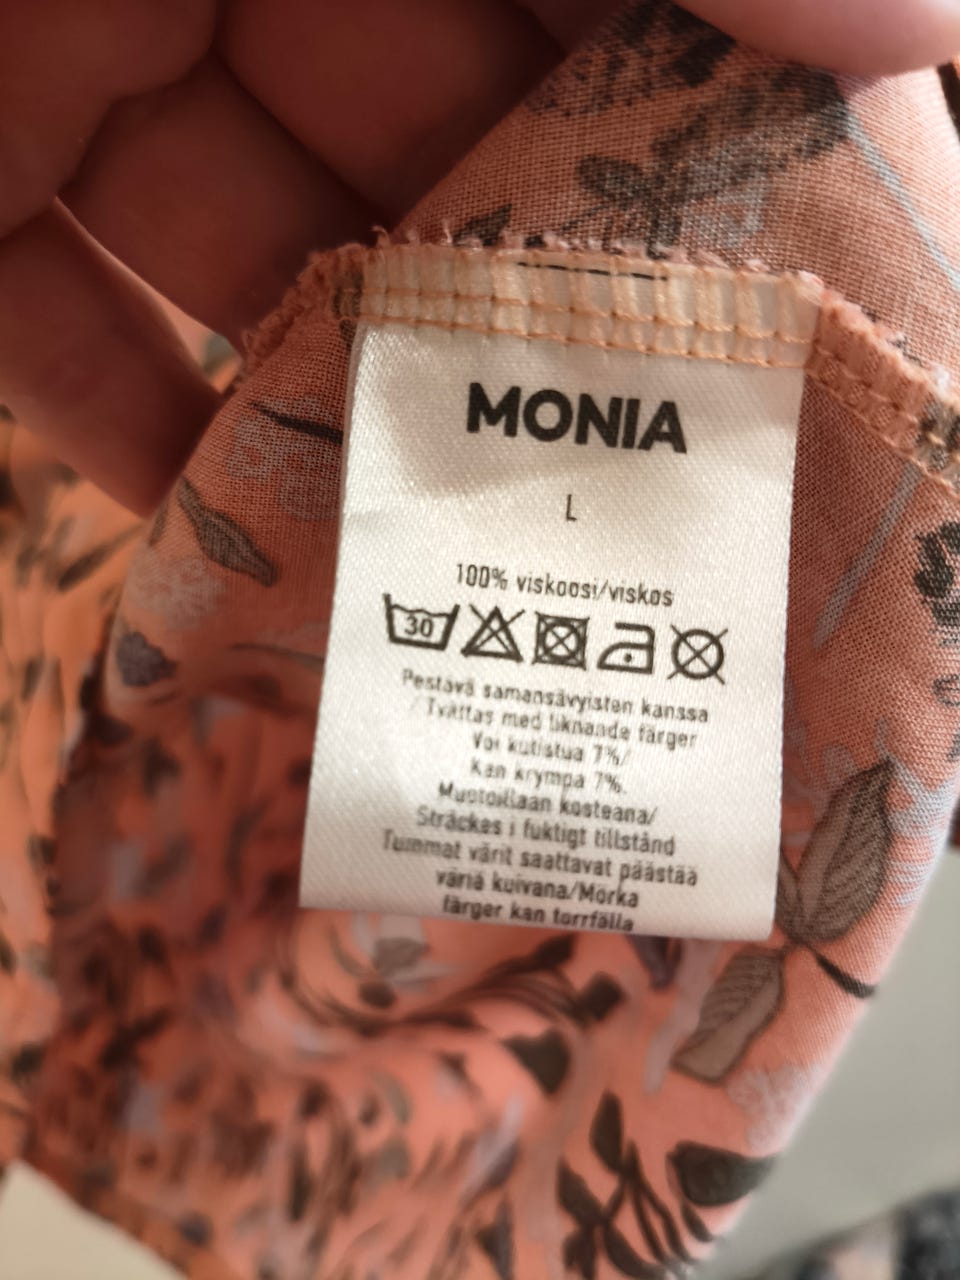 MONIA
L
100% viskoosi/viskos
30
Pestävä samansävyisten kanssa
/Tvättas med liknande färger
Voi kutistua 7%/
Kan krympa 7%.
Muotoillaan kosteana/
Sträckes i fuktigt tillstånd
Tummat värit saattavat päästää
väriä kuivana/Mörka
färger kan torrfälla